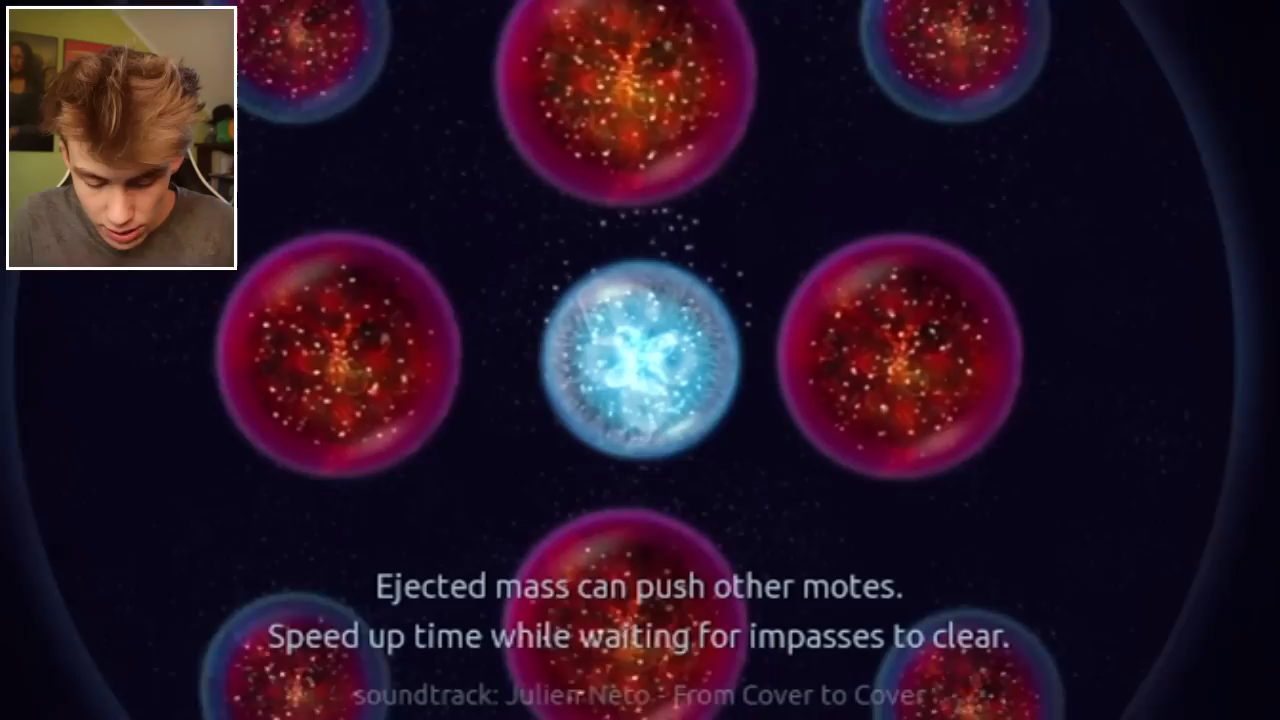 Ejected mass can push other motes.
Speed up time while waiting for impasses to clear.
soundtrack: Julien Neto - From Cover to Cover